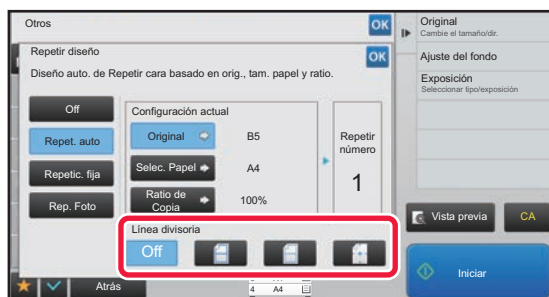 Otros
OK
Repetir diseño
OK
Diseño auto. de Repetir cara basado en orig., tam. papel y ratio.
Off
Repet. auto
Repetic. fija
Rep. Foto
Configuración actual
Original
B5
Selec. Papel
A4
Ratio de
Copia
100%
Repetir
número
1
Línea divisoria
Off
Atrás
4 A4
Original
Cambie el tamaño/dir.
Ajuste del fondo
Exposición
Seleccionar tipo/exposición
Vista previa
CA
Iniciar